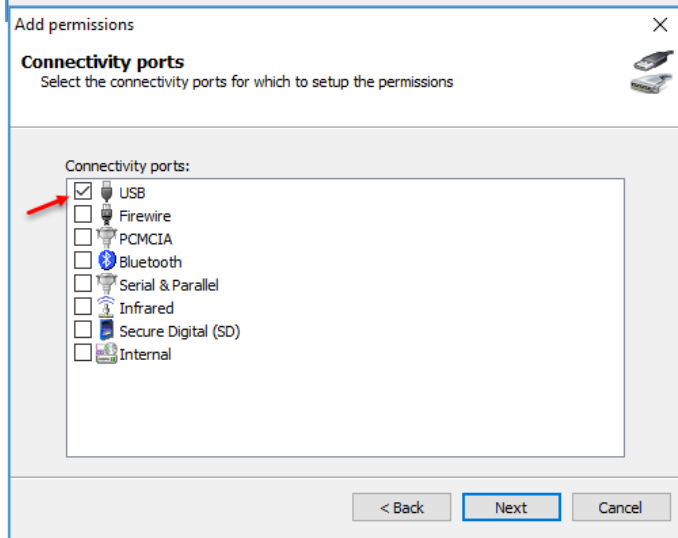 Add permissions
Connectivity ports
Select the connectivity ports for which to setup the permissions
Connectivity ports:
USB
Firewire
PCMCIA
Bluetooth
Serial & Parallel
Infrared
Secure Digital (SD)
Internal
< Back Next Cancel